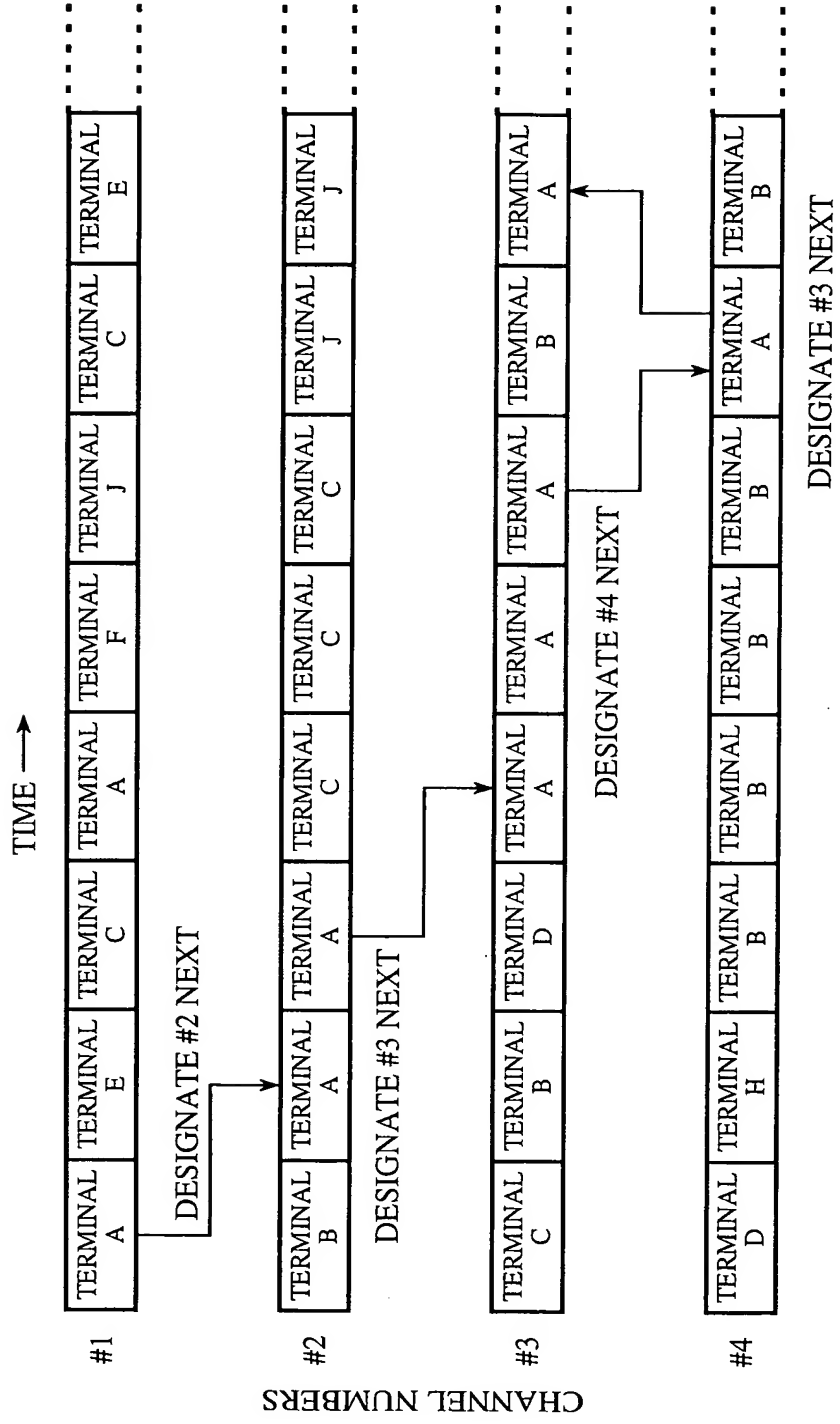 TIME
#1
TERMINAL
A
TERMINAL
E
TERMINAL
C
TERMINAL
A
TERMINAL
F
TERMINAL
J
TERMINAL
C
TERMINAL
E
DESIGNATE #2 NEXT
#2
TERMINAL
B
TERMINAL
A
TERMINAL
A
TERMINAL
C
TERMINAL
C
TERMINAL
C
TERMINAL
J
TERMINAL
J
DESIGNATE #3 NEXT
#3
TERMINAL
C
TERMINAL
B
TERMINAL
D
TERMINAL
A
TERMINAL
A
TERMINAL
A
TERMINAL
B
TERMINAL
A
DESIGNATE #4 NEXT
#4
TERMINAL
D
TERMINAL
H
TERMINAL
B
TERMINAL
B
TERMINAL
B
TERMINAL
B
TERMINAL
A
TERMINAL
B
DESIGNATE #3 NEXT
CHANNEL NUMBERS